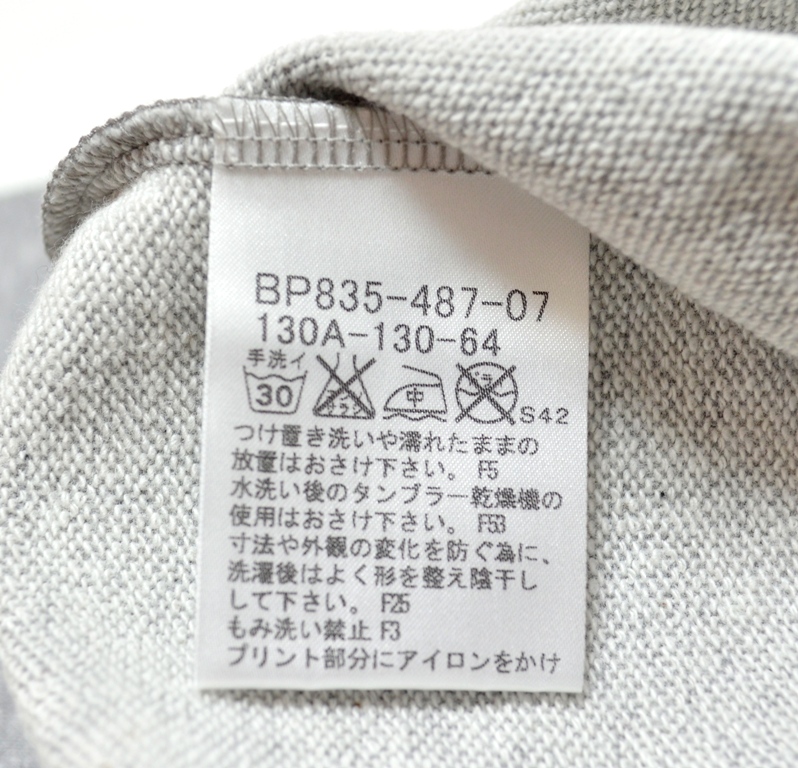 BP835-487-07
130A-130-64
手洗イ
30 中 ドライ S42
つけ置き洗いや濡れたままの
放置はおさけ下さい。 F5
水洗い後のタンブラー乾燥機の
使用はおさけ下さい。 F53
寸法や外観の変化を防ぐ為に、
洗濯後はよく形を整え陰干し
して下さい。 F25
もみ洗い禁止 F3
プリント部分にアイロンをかけ